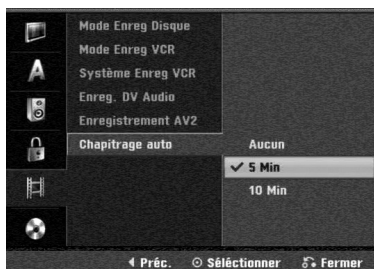 Mode Enreg Disque
Mode Enreg VCR
Système Enreg VCR
Enreg. DV Audio
Enregistrement AV2
Chapitrage auto
Aucun
✓ 5 Min
10 Min
Préc. Séléctionner Fermer